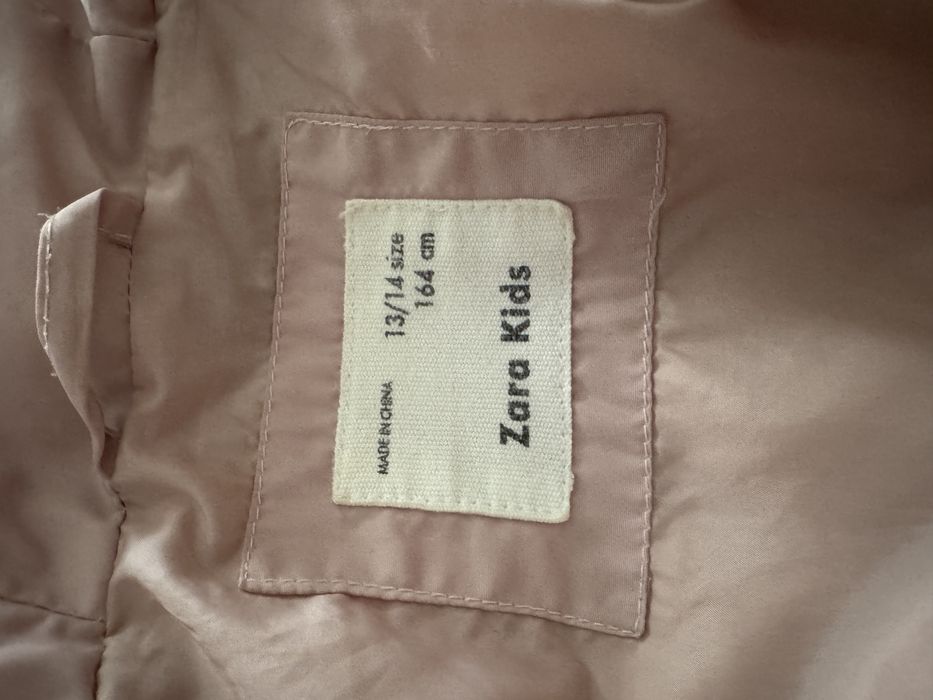 MADE IN CHINA
13/14 size
164 cm
Zara Kids